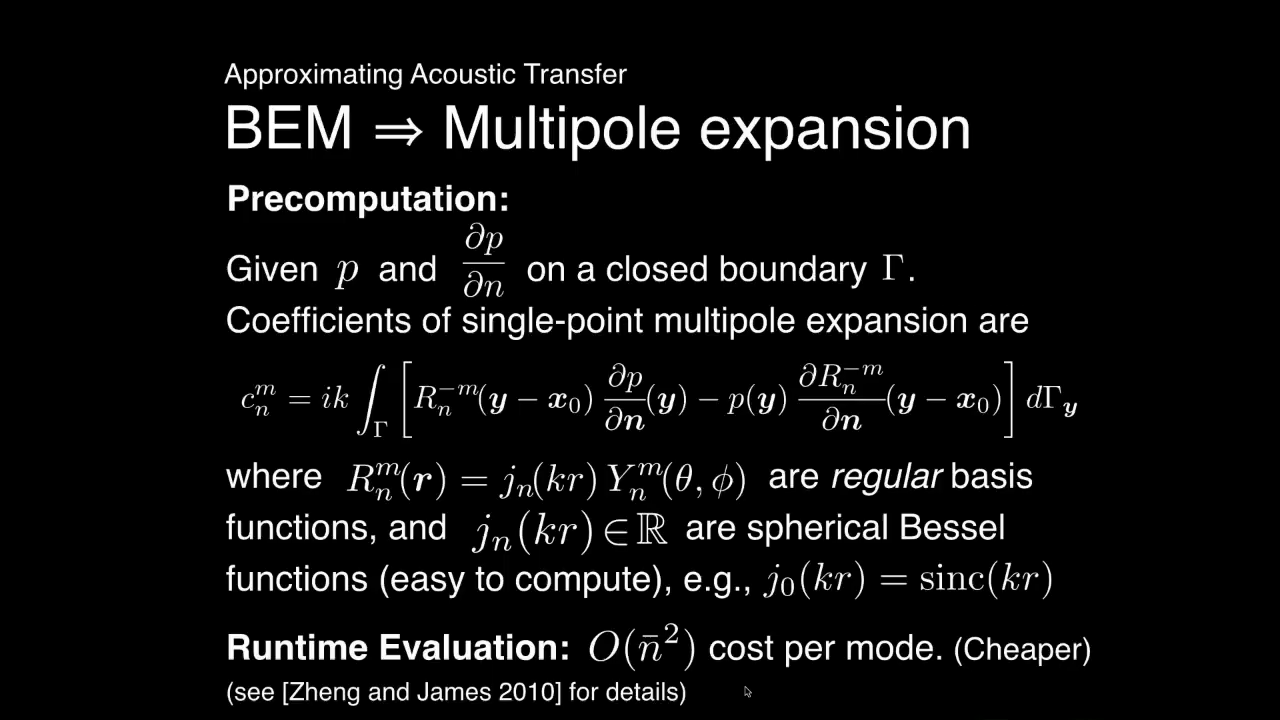 Approximating Acoustic Transfer
BEM ⇒ Multipole expansion
Precomputation:
Given p and ∂p/∂n on a closed boundary Γ.
Coefficients of single-point multipole expansion are
c_n^m = ik ∫_Γ [ R_n^{-m}(𝒚 − 𝒙_0) ∂p/∂𝒏 (𝒚) − p(𝒚) ∂R_n^{-m}/∂𝒏 (𝒚 − 𝒙_0) ] dΓ_𝒚
where R_n^m(𝒓) = j_n(kr) Y_n^m(θ, ϕ) are regular basis
functions, and j_n(kr) ∈ ℝ are spherical Bessel
functions (easy to compute), e.g., j_0(kr) = sinc(kr)
Runtime Evaluation: O(n̄^2) cost per mode. (Cheaper)
(see [Zheng and James 2010] for details)